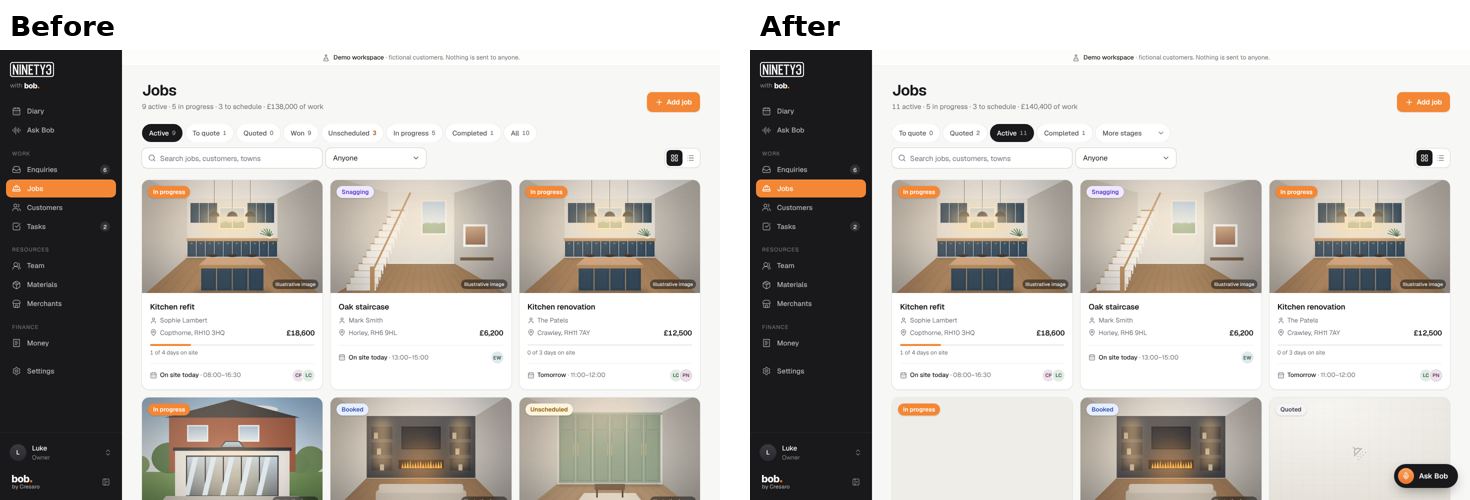 Before
NINETY3
with bob.
Diary
Ask Bob
WORK
Enquiries 6
Jobs
Customers
Tasks 2
RESOURCES
Team
Materials
Merchants
FINANCE
Money
Settings
L Luke
Owner
bob.
by Cresaro
Demo workspace · fictional customers. Nothing is sent to anyone.
Jobs
9 active · 5 in progress · 3 to schedule · £138,000 of work
+ Add job
Active 9 To quote 1 Quoted 0 Won 9 Unscheduled 3 In progress 5 Completed 1 All 10
Search jobs, customers, towns Anyone
In progress
Illustrative image
Kitchen refit
Sophie Lambert
Copthorne, RH10 3HQ £18,600
1 of 4 days on site
On site today · 08:00–16:30 CF LC
Snagging
Illustrative image
Oak staircase
Mark Smith
Horley, RH6 9HL £6,200
On site today · 13:00–15:00 EW
In progress
Illustrative image
Kitchen renovation
The Patels
Crawley, RH11 7AY £12,500
0 of 3 days on site
Tomorrow · 11:00–12:00 LC PN
In progress
Booked
Unscheduled
After
NINETY3
with bob.
Diary
Ask Bob
WORK
Enquiries 6
Jobs
Customers
Tasks 2
RESOURCES
Team
Materials
Merchants
FINANCE
Money
Settings
L Luke
Owner
bob.
by Cresaro
Demo workspace · fictional customers. Nothing is sent to anyone.
Jobs
11 active · 5 in progress · 3 to schedule · £140,400 of work
+ Add job
To quote 0 Quoted 2 Active 11 Completed 1 More stages
Search jobs, customers, towns Anyone
In progress
Illustrative image
Kitchen refit
Sophie Lambert
Copthorne, RH10 3HQ £18,600
1 of 4 days on site
On site today · 08:00–16:30 CF LC
Snagging
Illustrative image
Oak staircase
Mark Smith
Horley, RH6 9HL £6,200
On site today · 13:00–15:00 EW
In progress
Illustrative image
Kitchen renovation
The Patels
Crawley, RH11 7AY £12,500
0 of 3 days on site
Tomorrow · 11:00–12:00 LC PN
In progress
Booked
Quoted
Ask Bob